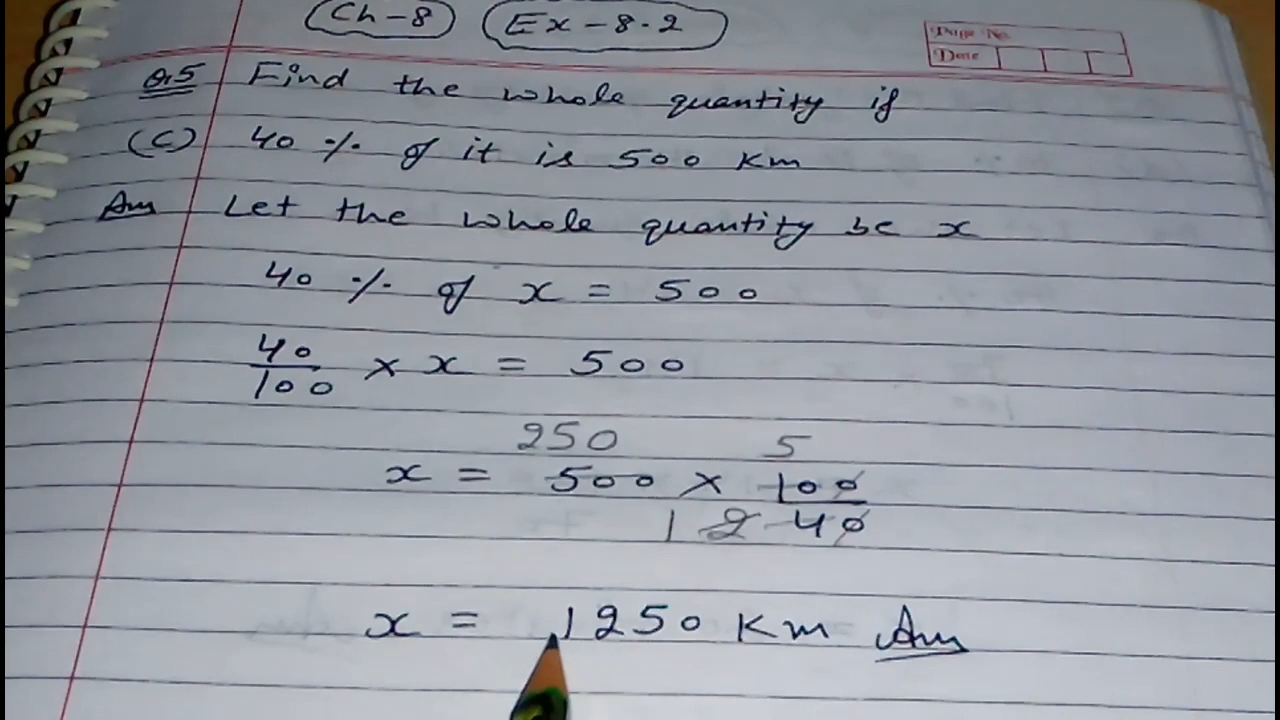 Ch-8 Ex-8.2
Page No.
Date
Q.5 Find the whole quantity if
(C) 40 % of it is 500 Km
Ans Let the whole quantity be x
40 % of x = 500
40/100 × x = 500
250 5
x = 500 × 100
1 2 40
x = 1250 Km Ans